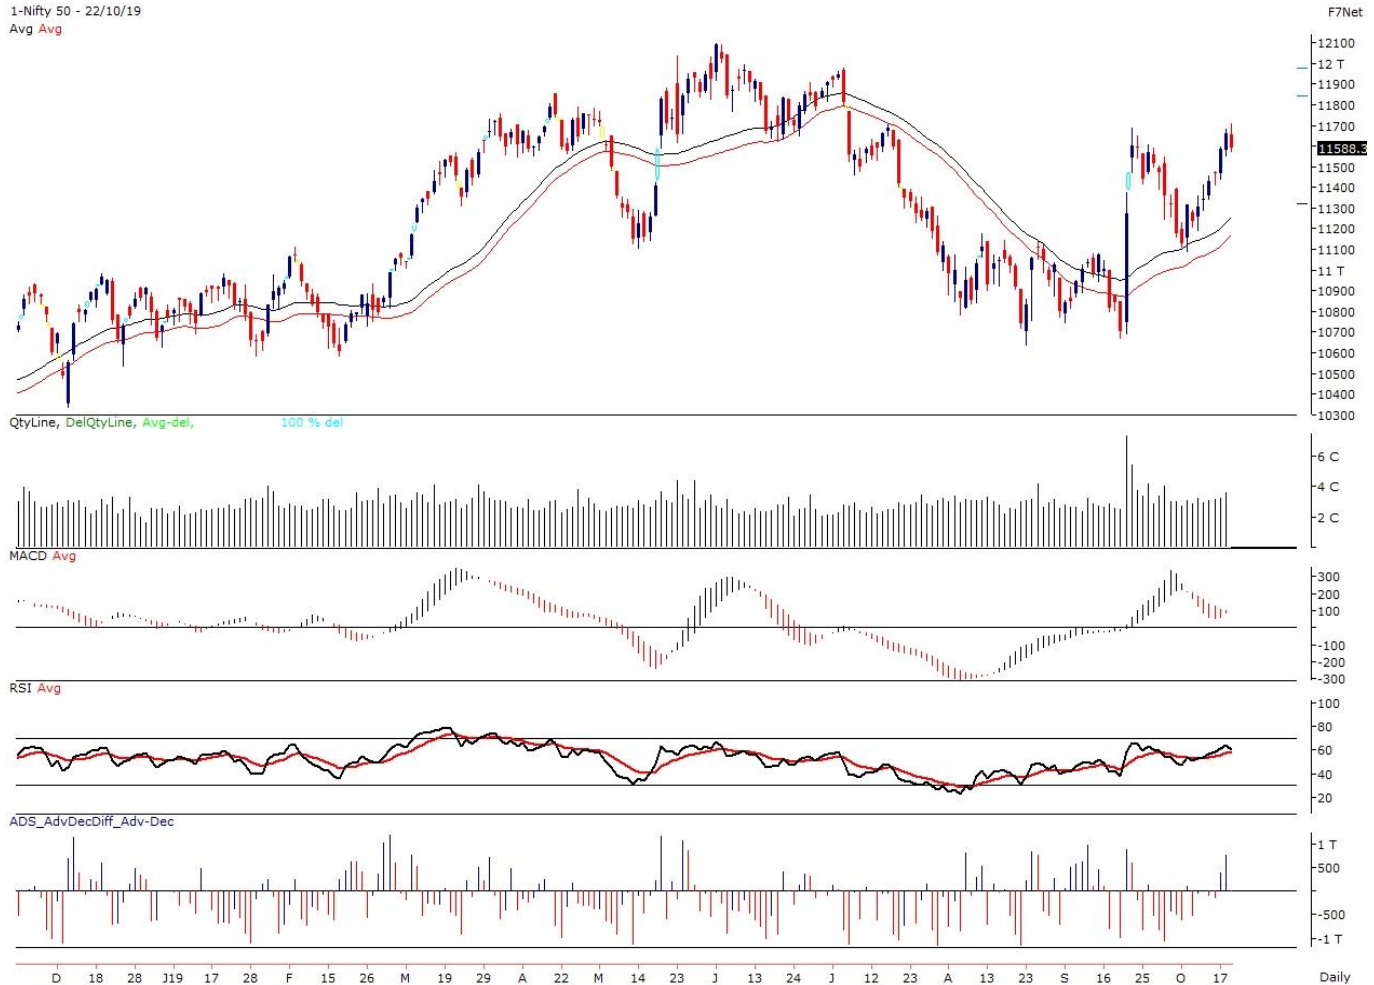 1-Nifty 50 - 22/10/19
F7Net
Avg Avg
12100
12 T
11900
11800
11700
11588.3
11500
11400
11300
11200
11100
11 T
10900
10800
10700
10600
10500
10400
10300
QtyLine, DelQtyLine, Avg-del, 100 % del
6 C
4 C
2 C
MACD Avg
300
200
100
-100
-200
-300
RSI Avg
100
80
60
40
20
ADS_AdvDecDiff_Adv-Dec
1 T
500
-500
-1 T
D 18 28 J19 17 28 F 15 26 M 19 29 A 22 M 14 23 J 13 24 J 12 23 A 13 23 S 16 25 O 17 Daily